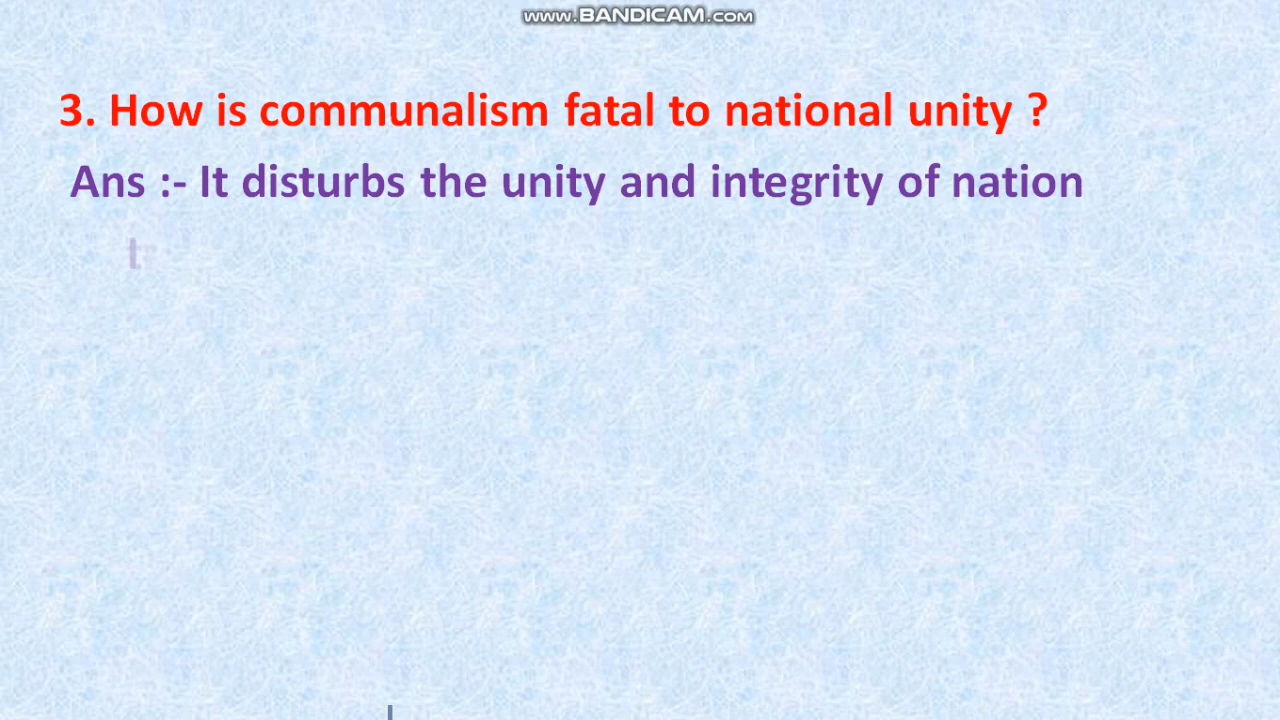 www.BANDICAM.com
3. How is communalism fatal to national unity ?
Ans :- It disturbs the unity and integrity of nation